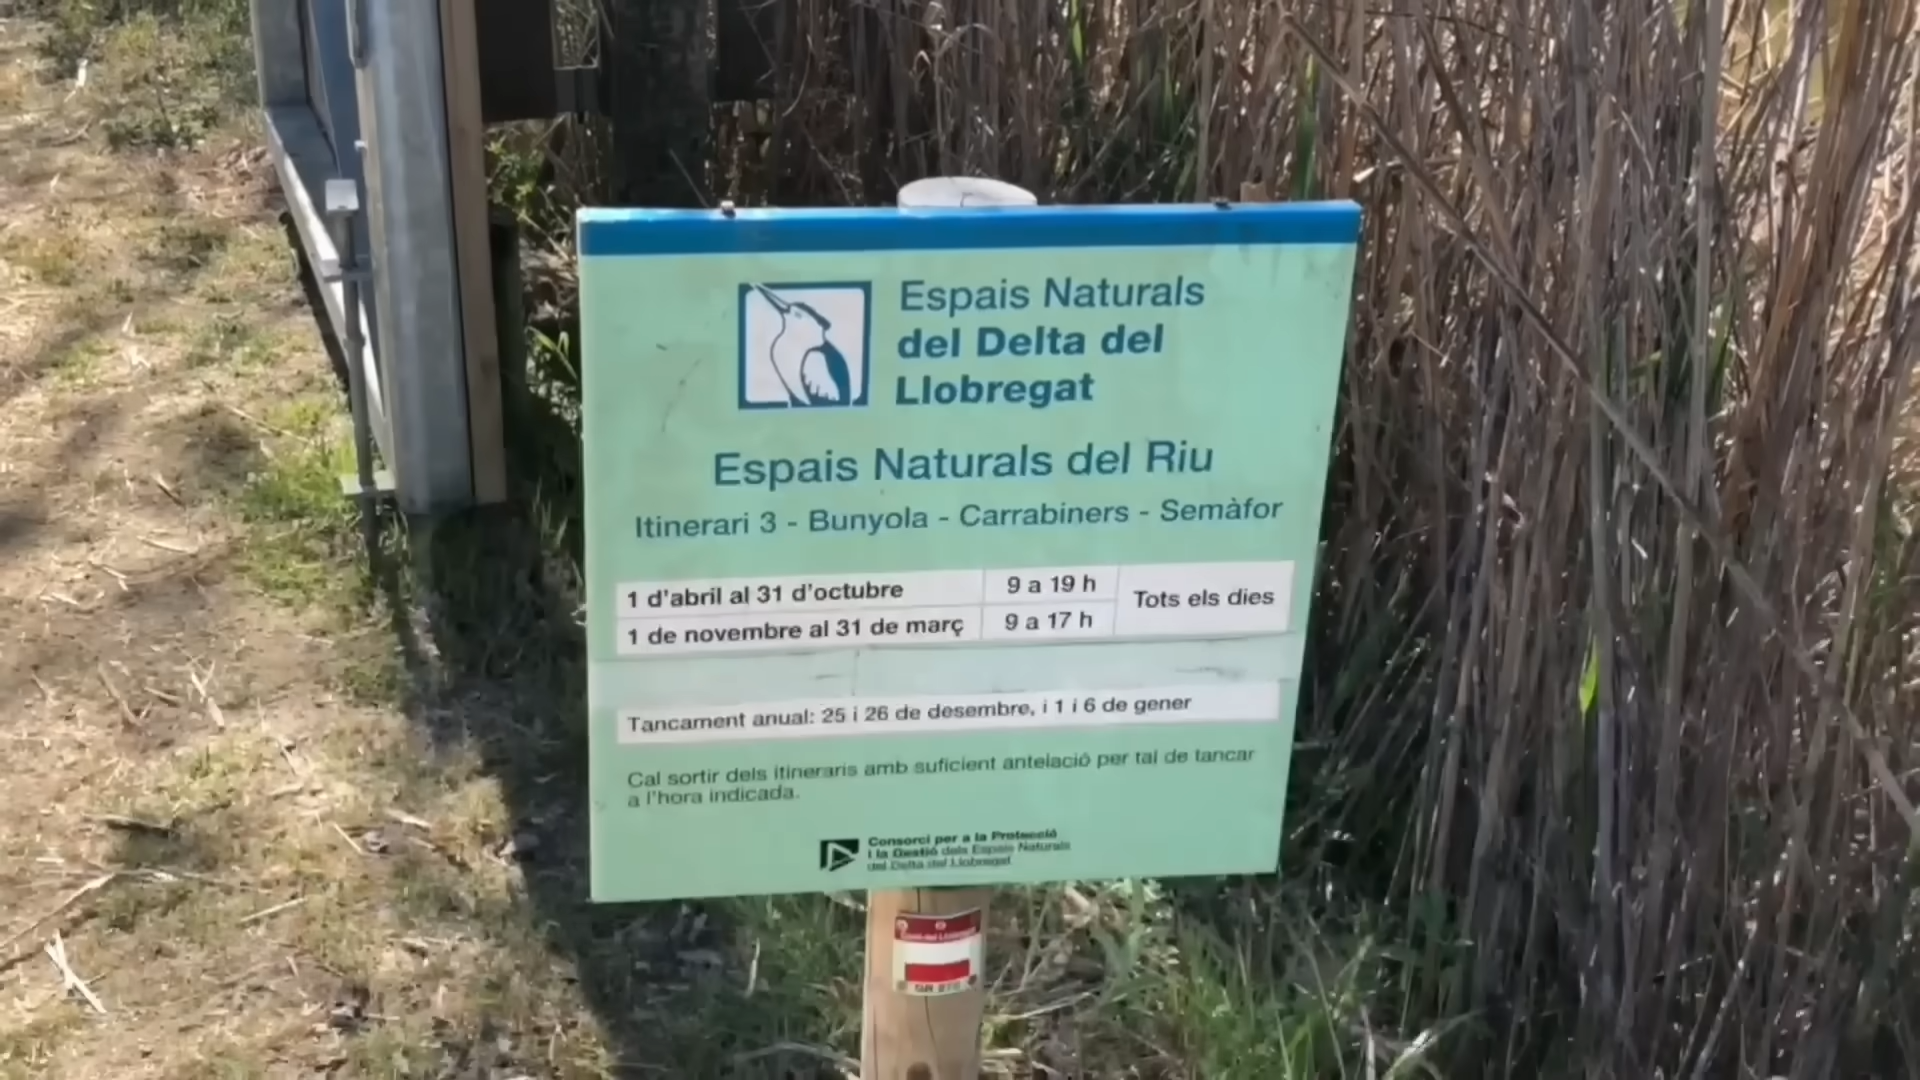 Espais Naturals
del Delta del
Llobregat
Espais Naturals del Riu
Itinerari 3 - Bunyola - Carrabiners - Semàfor
1 d'abril al 31 d'octubre 9 a 19 h Tots els dies
1 de novembre al 31 de març 9 a 17 h
Tancament anual: 25 i 26 de desembre, i 1 i 6 de gener
Cal sortir dels itineraris amb suficient antelació per tal de tancar
a l'hora indicada.
Consorci per a la Protecció
i la Gestió dels Espais Naturals
del Delta del Llobregat